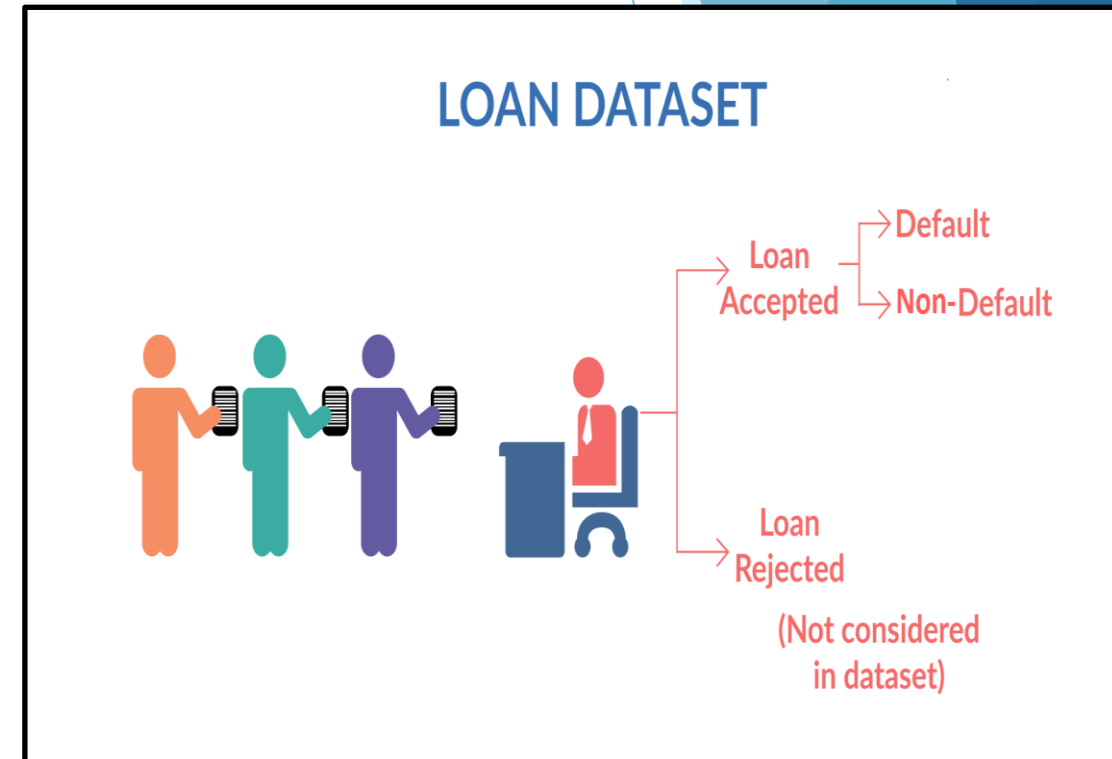 LOAN DATASET
Default
Loan
Accepted
Non-Default
Loan
Rejected
(Not considered
in dataset)